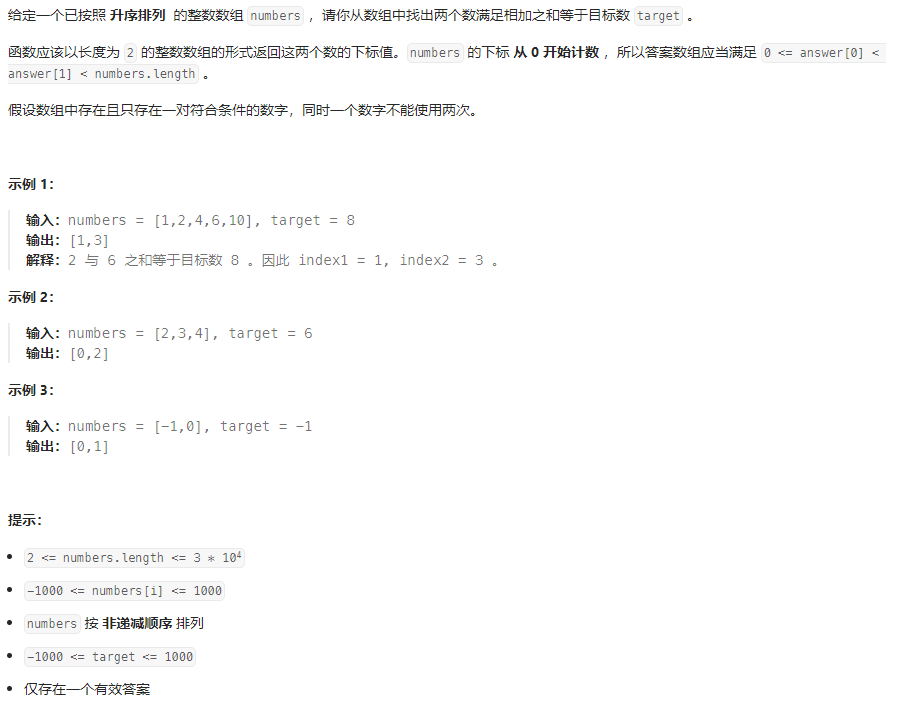 给定一个已按照 升序排列 的整数数组 numbers ，请你从数组中找出两个数满足相加之和等于目标数 target 。
函数应该以长度为 2 的整数数组的形式返回这两个数的下标值。numbers 的下标 从 0 开始计数 ，所以答案数组应当满足 0 <= answer[0] <
answer[1] < numbers.length 。
假设数组中存在且只存在一对符合条件的数字，同时一个数字不能使用两次。
示例 1：
输入：numbers = [1,2,4,6,10], target = 8
输出：[1,3]
解释：2 与 6 之和等于目标数 8 。因此 index1 = 1, index2 = 3 。
示例 2：
输入：numbers = [2,3,4], target = 6
输出：[0,2]
示例 3：
输入：numbers = [-1,0], target = -1
输出：[0,1]
提示：
• 2 <= numbers.length <= 3 * 10⁴
• -1000 <= numbers[i] <= 1000
• numbers 按 非递减顺序 排列
• -1000 <= target <= 1000
• 仅存在一个有效答案